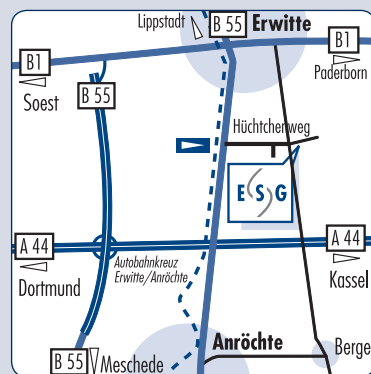 Lippstadt
B 55
Erwitte
B1
B1
Soest
Paderborn
B 55
Hüchtchenweg
ESG
A 44
A 44
Autobahnkreuz
Erwitte/Anröchte
Dortmund
Kassel
Anröchte
Berge
B 55
Meschede